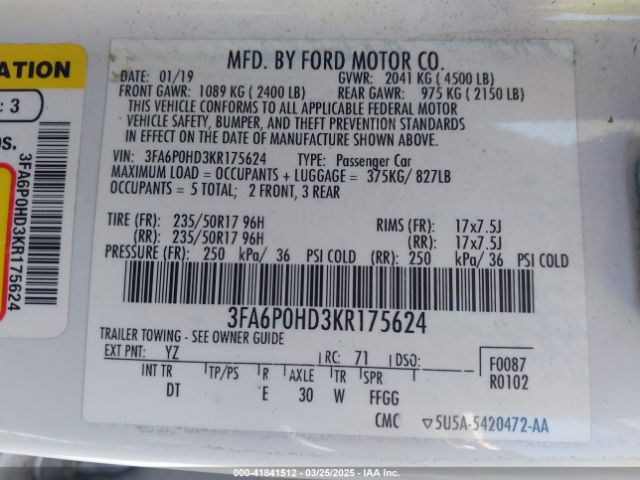 ATION
: 3
OS.
3FA6P0HD3KR175624
MFD. BY FORD MOTOR CO.
DATE: 01/19 GVWR: 2041 KG (4500 LB)
FRONT GAWR: 1089 KG (2400 LB) REAR GAWR: 975 KG (2150 LB)
THIS VEHICLE CONFORMS TO ALL APPLICABLE FEDERAL MOTOR
VEHICLE SAFETY, BUMPER, AND THEFT PREVENTION STANDARDS
IN EFFECT ON THE DATE OF MANUFACTURE SHOWN ABOVE.
VIN: 3FA6P0HD3KR175624 TYPE: Passenger Car
MAXIMUM LOAD = OCCUPANTS + LUGGAGE = 375KG/ 827LB
OCCUPANTS = 5 TOTAL; 2 FRONT, 3 REAR
TIRE (FR): 235/50R17 96H RIMS (FR): 17x7.5J
(RR): 235/50R17 96H (RR): 17x7.5J
PRESSURE (FR): 250 kPa/ 36 PSI COLD (RR): 250 kPa/ 36 PSI COLD
3FA6P0HD3KR175624
TRAILER TOWING - SEE OWNER GUIDE
EXT PNT: YZ RC: 71 DSO: F0087
INT TR TP/PS R AXLE TR SPR R0102
DT E 30 W FFGG
CMC ▽5U5A-5420472-AA
000-41841512 - 03/25/2025 - IAA Inc.